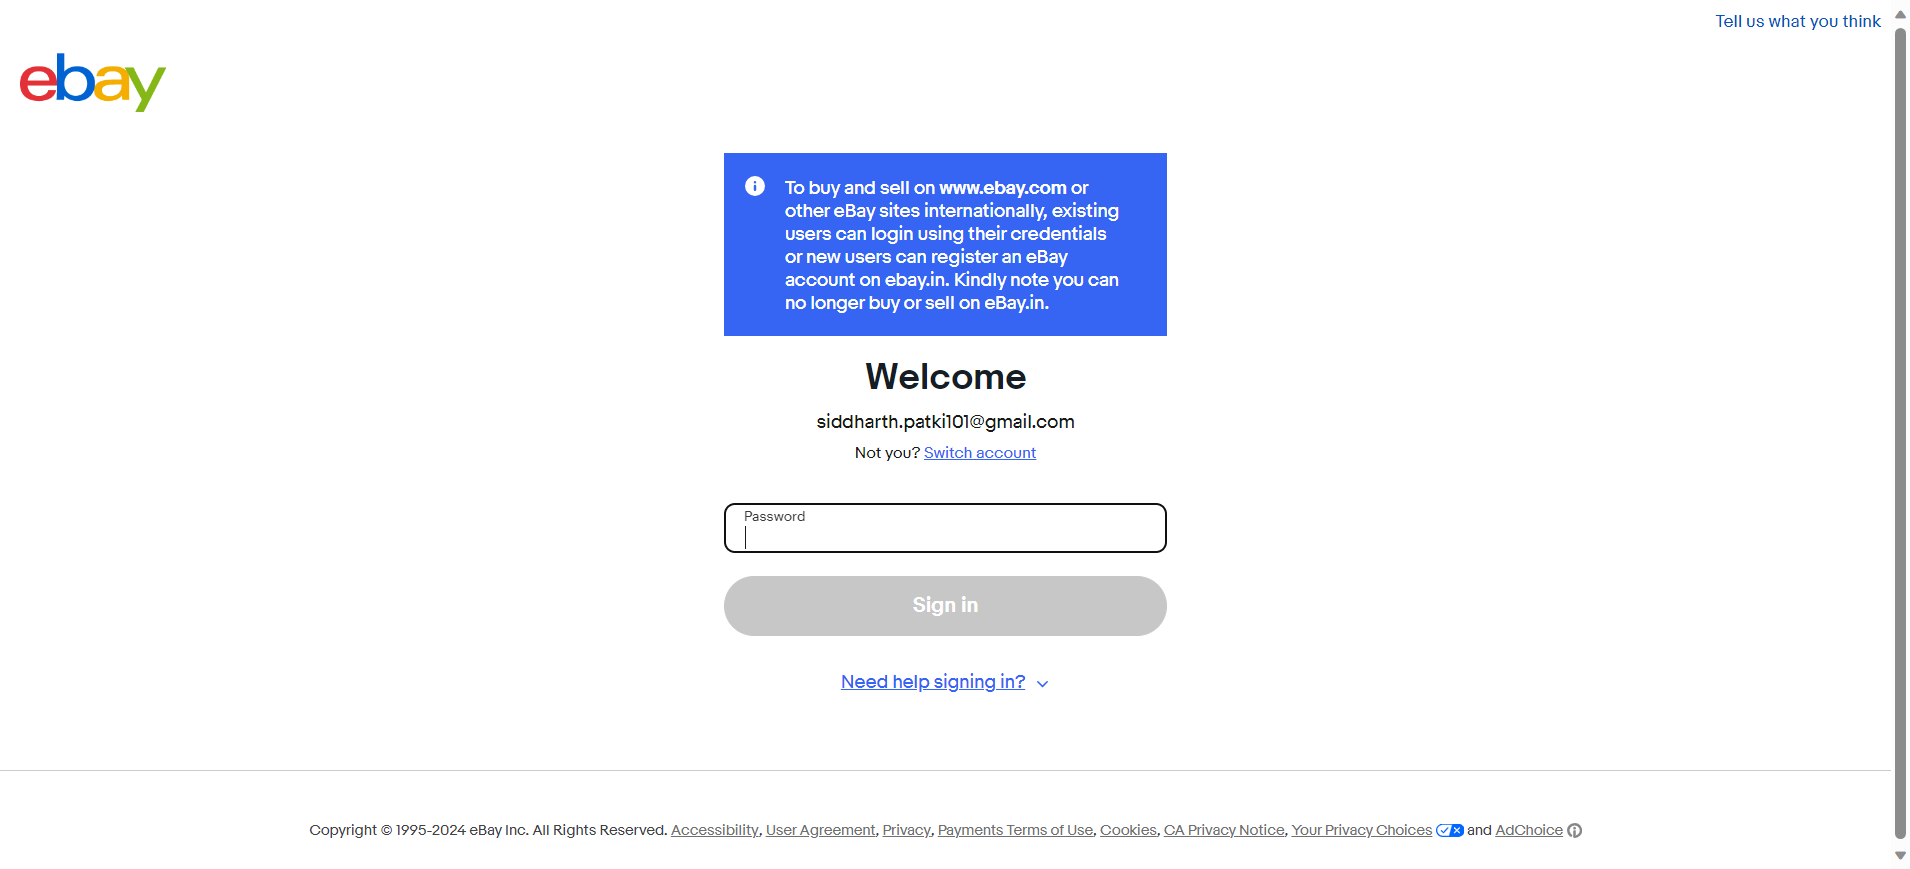 Tell us what you think
ebay
To buy and sell on www.ebay.com or
other eBay sites internationally, existing
users can login using their credentials
or new users can register an eBay
account on ebay.in. Kindly note you can
no longer buy or sell on eBay.in.
Welcome
siddharth.patki101@gmail.com
Not you? Switch account
Password
Sign in
Need help signing in?
Copyright © 1995-2024 eBay Inc. All Rights Reserved. Accessibility, User Agreement, Privacy, Payments Terms of Use, Cookies, CA Privacy Notice, Your Privacy Choices and AdChoice